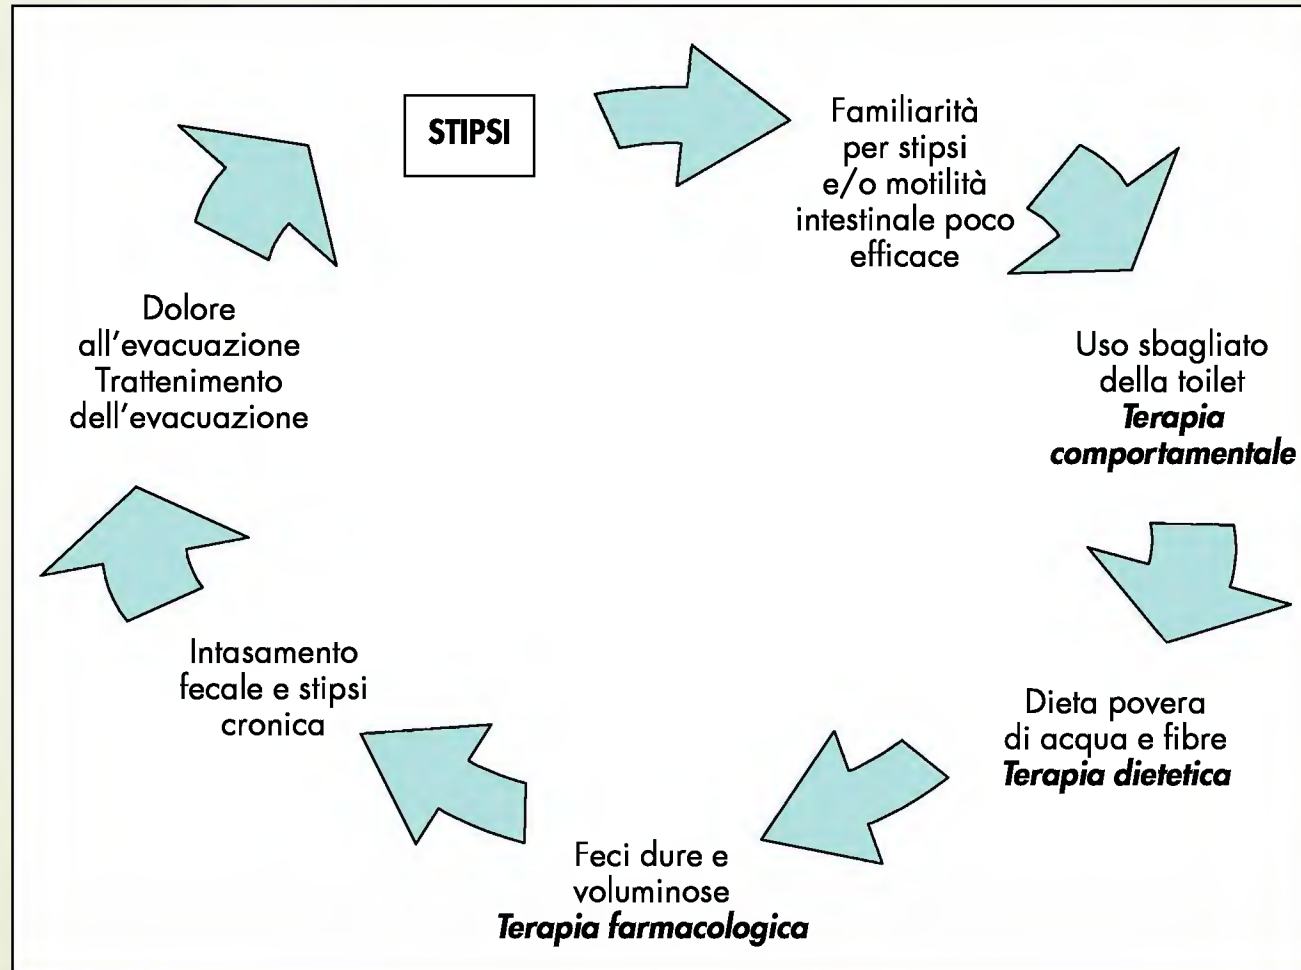 STIPSI
Familiarità
per stipsi
e/o motilità
intestinale poco
efficace
Uso sbagliato
della toilet
Terapia
comportamentale
Dieta povera
di acqua e fibre
Terapia dietetica
Feci dure e
voluminose
Terapia farmacologica
Intasamento
fecale e stipsi
cronica
Dolore
all'evacuazione
Trattenimento
dell'evacuazione